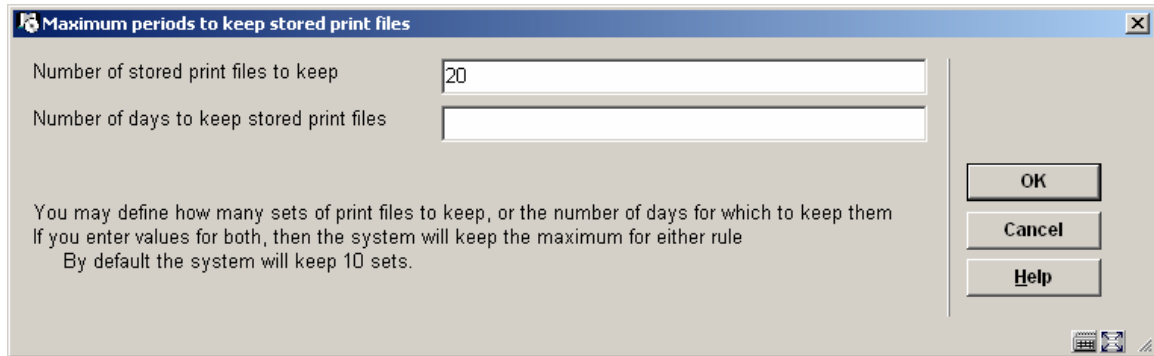 Maximum periods to keep stored print files
Number of stored print files to keep
20
Number of days to keep stored print files
You may define how many sets of print files to keep, or the number of days for which to keep them
If you enter values for both, then the system will keep the maximum for either rule
By default the system will keep 10 sets.
OK
Cancel
Help